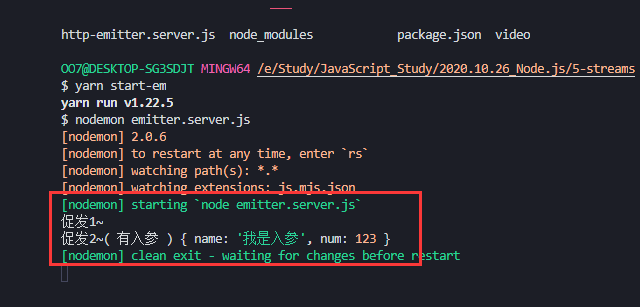 http-emitter.server.js  node_modules            package.json  video
OO7@DESKTOP-SG3SDJT MINGW64 /e/Study/JavaScript_Study/2020.10.26_Node.js/5-streams
$ yarn start-em
yarn run v1.22.5
$ nodemon emitter.server.js
[nodemon] 2.0.6
[nodemon] to restart at any time, enter `rs`
[nodemon] watching path(s): *.*
[nodemon] watching extensions: js,mjs,json
[nodemon] starting `node emitter.server.js`
促发1~
促发2~( 有入参 ) { name: '我是入参', num: 123 }
[nodemon] clean exit - waiting for changes before restart